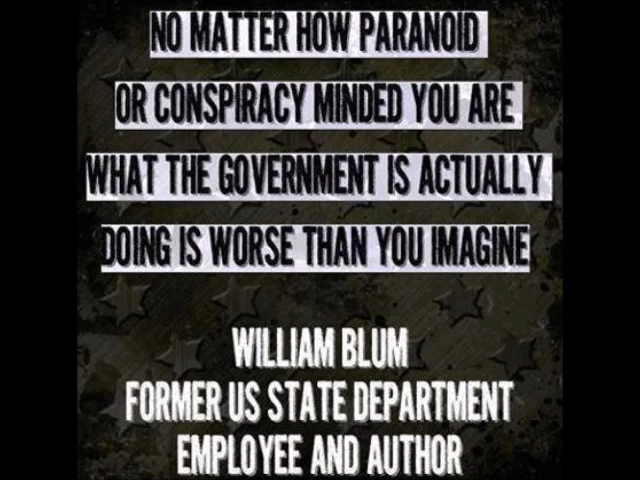 NO MATTER HOW PARANOID
OR CONSPIRACY MINDED YOU ARE
WHAT THE GOVERNMENT IS ACTUALLY
DOING IS WORSE THAN YOU IMAGINE
WILLIAM BLUM
FORMER US STATE DEPARTMENT
EMPLOYEE AND AUTHOR